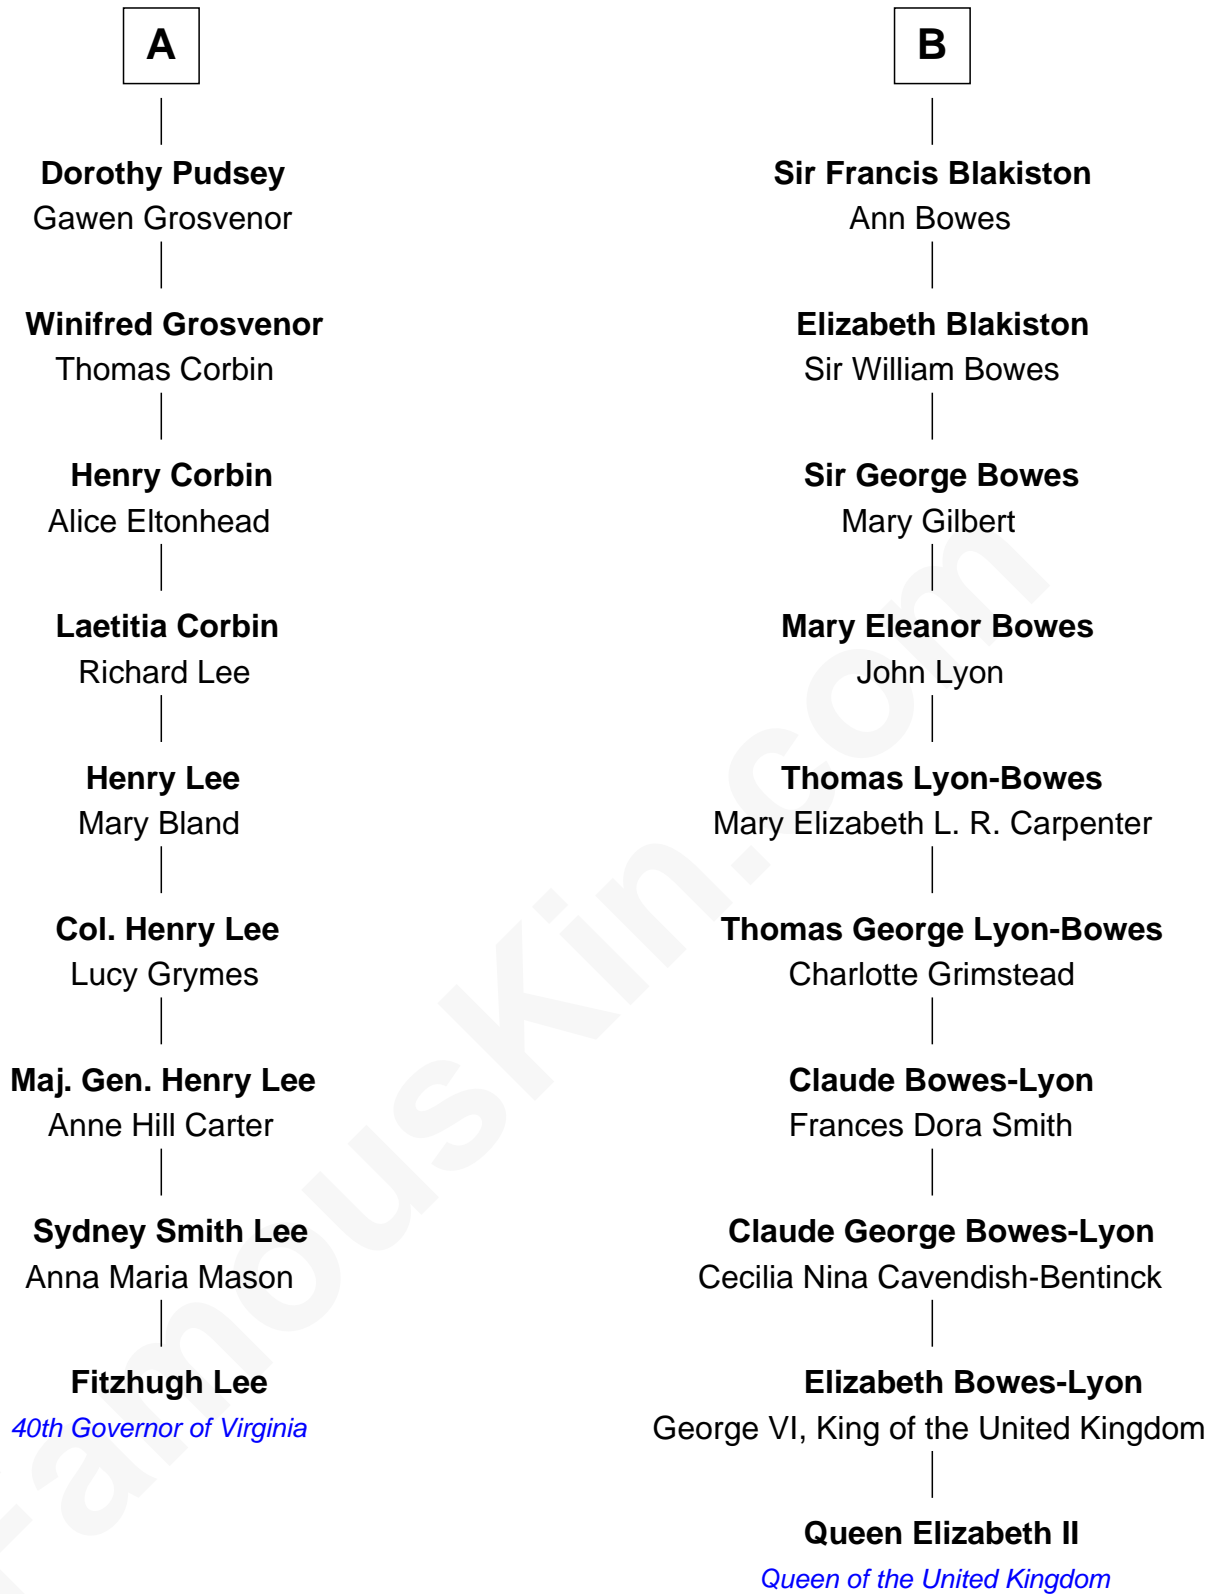 A
Dorothy Pudsey
Gawen Grosvenor
Winifred Grosvenor
Thomas Corbin
Henry Corbin
Alice Eltonhead
Laetitia Corbin
Richard Lee
Henry Lee
Mary Bland
Col. Henry Lee
Lucy Grymes
Maj. Gen. Henry Lee
Anne Hill Carter
Sydney Smith Lee
Anna Maria Mason
Fitzhugh Lee
40th Governor of Virginia
B
Sir Francis Blakiston
Ann Bowes
Elizabeth Blakiston
Sir William Bowes
Sir George Bowes
Mary Gilbert
Mary Eleanor Bowes
John Lyon
Thomas Lyon-Bowes
Mary Elizabeth L. R. Carpenter
Thomas George Lyon-Bowes
Charlotte Grimstead
Claude Bowes-Lyon
Frances Dora Smith
Claude George Bowes-Lyon
Cecilia Nina Cavendish-Bentinck
Elizabeth Bowes-Lyon
George VI, King of the United Kingdom
Queen Elizabeth II
Queen of the United Kingdom
FamousKin.com